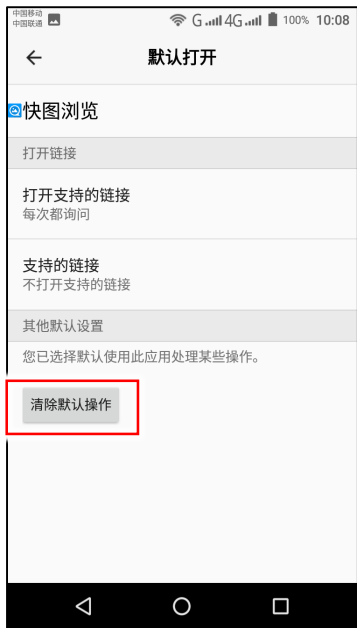 中国移动
中国联通
G 4G 100% 10:08
默认打开
快图浏览
打开链接
打开支持的链接
每次都询问
支持的链接
不打开支持的链接
其他默认设置
您已选择默认使用此应用处理某些操作。
清除默认操作